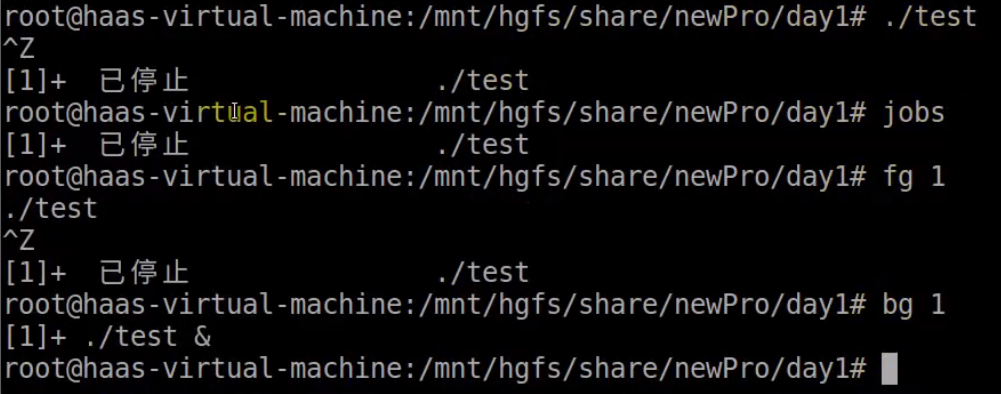 root@haas-virtual-machine:/mnt/hgfs/share/newPro/day1# ./test
^Z
[1]+  已停止               ./test
root@haas-virtual-machine:/mnt/hgfs/share/newPro/day1# jobs
[1]+  已停止               ./test
root@haas-virtual-machine:/mnt/hgfs/share/newPro/day1# fg 1
./test
^Z
[1]+  已停止               ./test
root@haas-virtual-machine:/mnt/hgfs/share/newPro/day1# bg 1
[1]+ ./test &
root@haas-virtual-machine:/mnt/hgfs/share/newPro/day1#